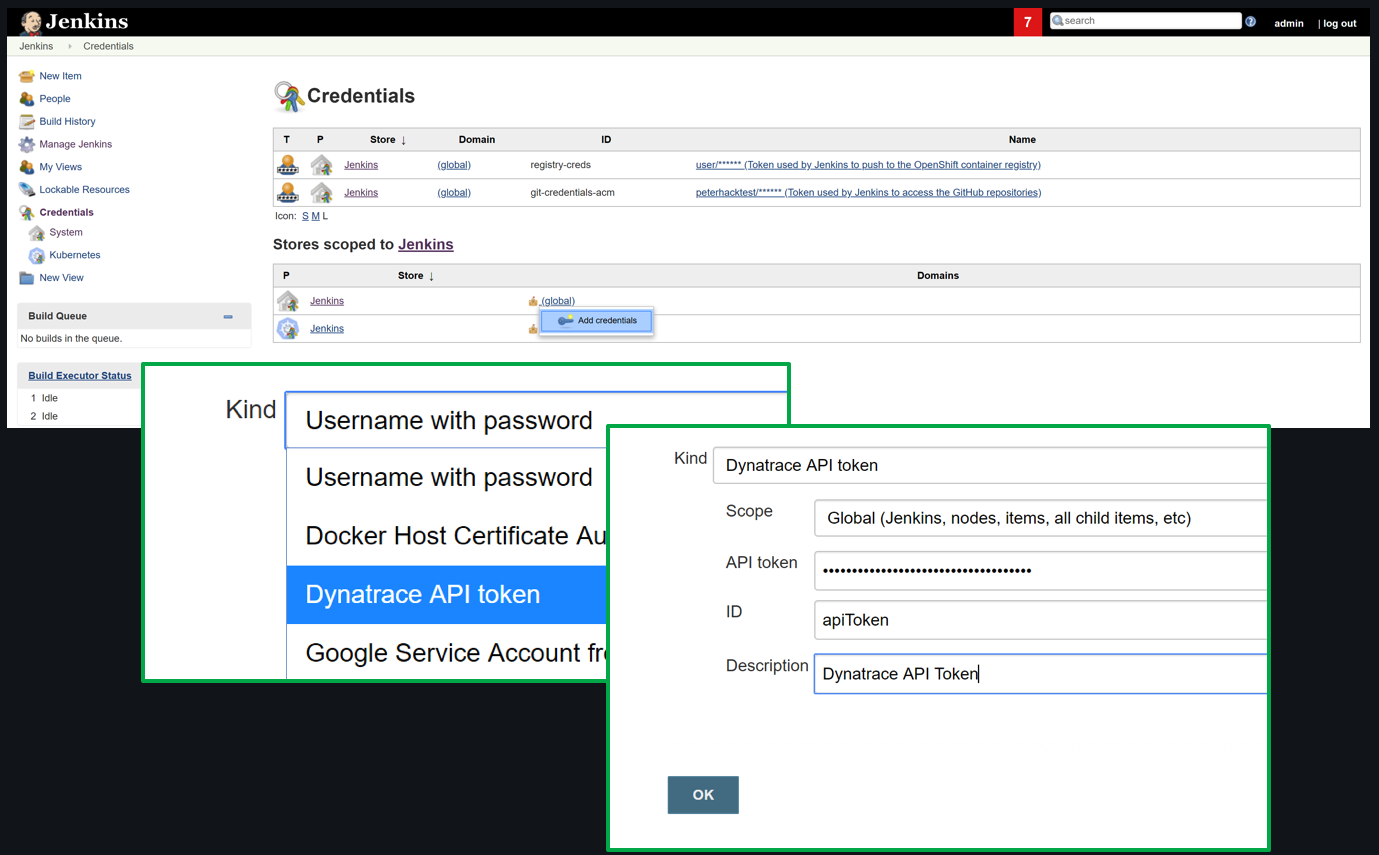 Jenkins
7 search ? admin | log out
Jenkins Credentials
New Item
People
Build History
Manage Jenkins
My Views
Lockable Resources
Credentials
System
Kubernetes
New View
Build Queue
No builds in the queue.
Build Executor Status
1 Idle
2 Idle
Credentials
T P Store ↓ Domain ID Name
Jenkins (global) registry-creds user/****** (Token used by Jenkins to push to the OpenShift container registry)
Jenkins (global) git-credentials-acm peterhacktest/****** (Token used by Jenkins to access the GitHub repositories)
Icon: S M L
Stores scoped to Jenkins
P Store ↓ Domains
Jenkins (global)
Add credentials
Jenkins
Kind Username with password
Username with password
Docker Host Certificate Au
Dynatrace API token
Google Service Account fr
Kind Dynatrace API token
Scope Global (Jenkins, nodes, items, all child items, etc)
API token ••••••••••••••••••••••••••••••••••••
ID apiToken
Description Dynatrace API Token
OK